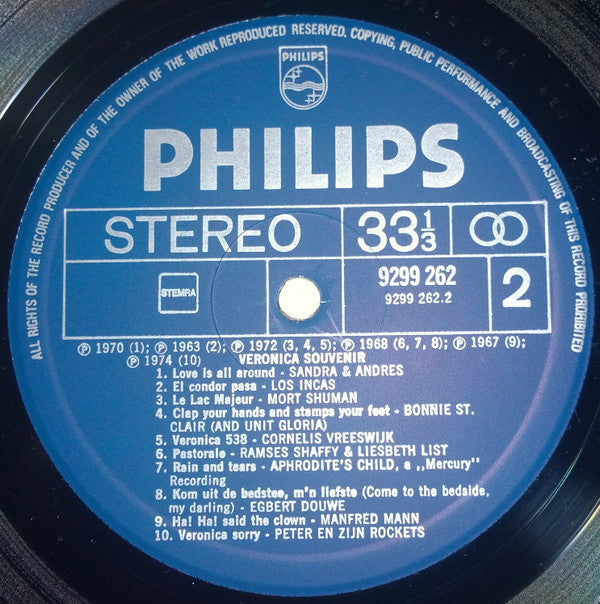 ALL RIGHTS OF THE RECORD PRODUCER AND OF THE OWNER OF THE WORK REPRODUCED RESERVED. COPYING, PUBLIC PERFORMANCE AND BROADCASTING OF THIS RECORD PROHIBITED
PHILIPS
PHILIPS
STEREO 33 1/3
STEMRA 9299 262 2
9299 262.2
℗ 1970 (1); ℗ 1963 (2); ℗ 1972 (3, 4, 5); ℗ 1968 (6, 7, 8); ℗ 1967 (9);
℗ 1974 (10) VERONICA SOUVENIR
1. Love is all around - SANDRA & ANDRES
2. El condor pasa - LOS INCAS
3. Le Lac Majeur - MORT SHUMAN
4. Clap your hands and stamps your feet - BONNIE ST.
CLAIR (AND UNIT GLORIA)
5. Veronica 538 - CORNELIS VREESWIJK
6. Pastorale - RAMSES SHAFFY & LIESBETH LIST
7. Rain and tears - APHRODITE'S CHILD, a ,,Mercury"
Recording
8. Kom uit de bedstee, m'n liefste (Come to the bedside,
my darling) - EGBERT DOUWE
9. Ha! Ha! said the clown - MANFRED MANN
10. Veronica sorry - PETER EN ZIJN ROCKETS